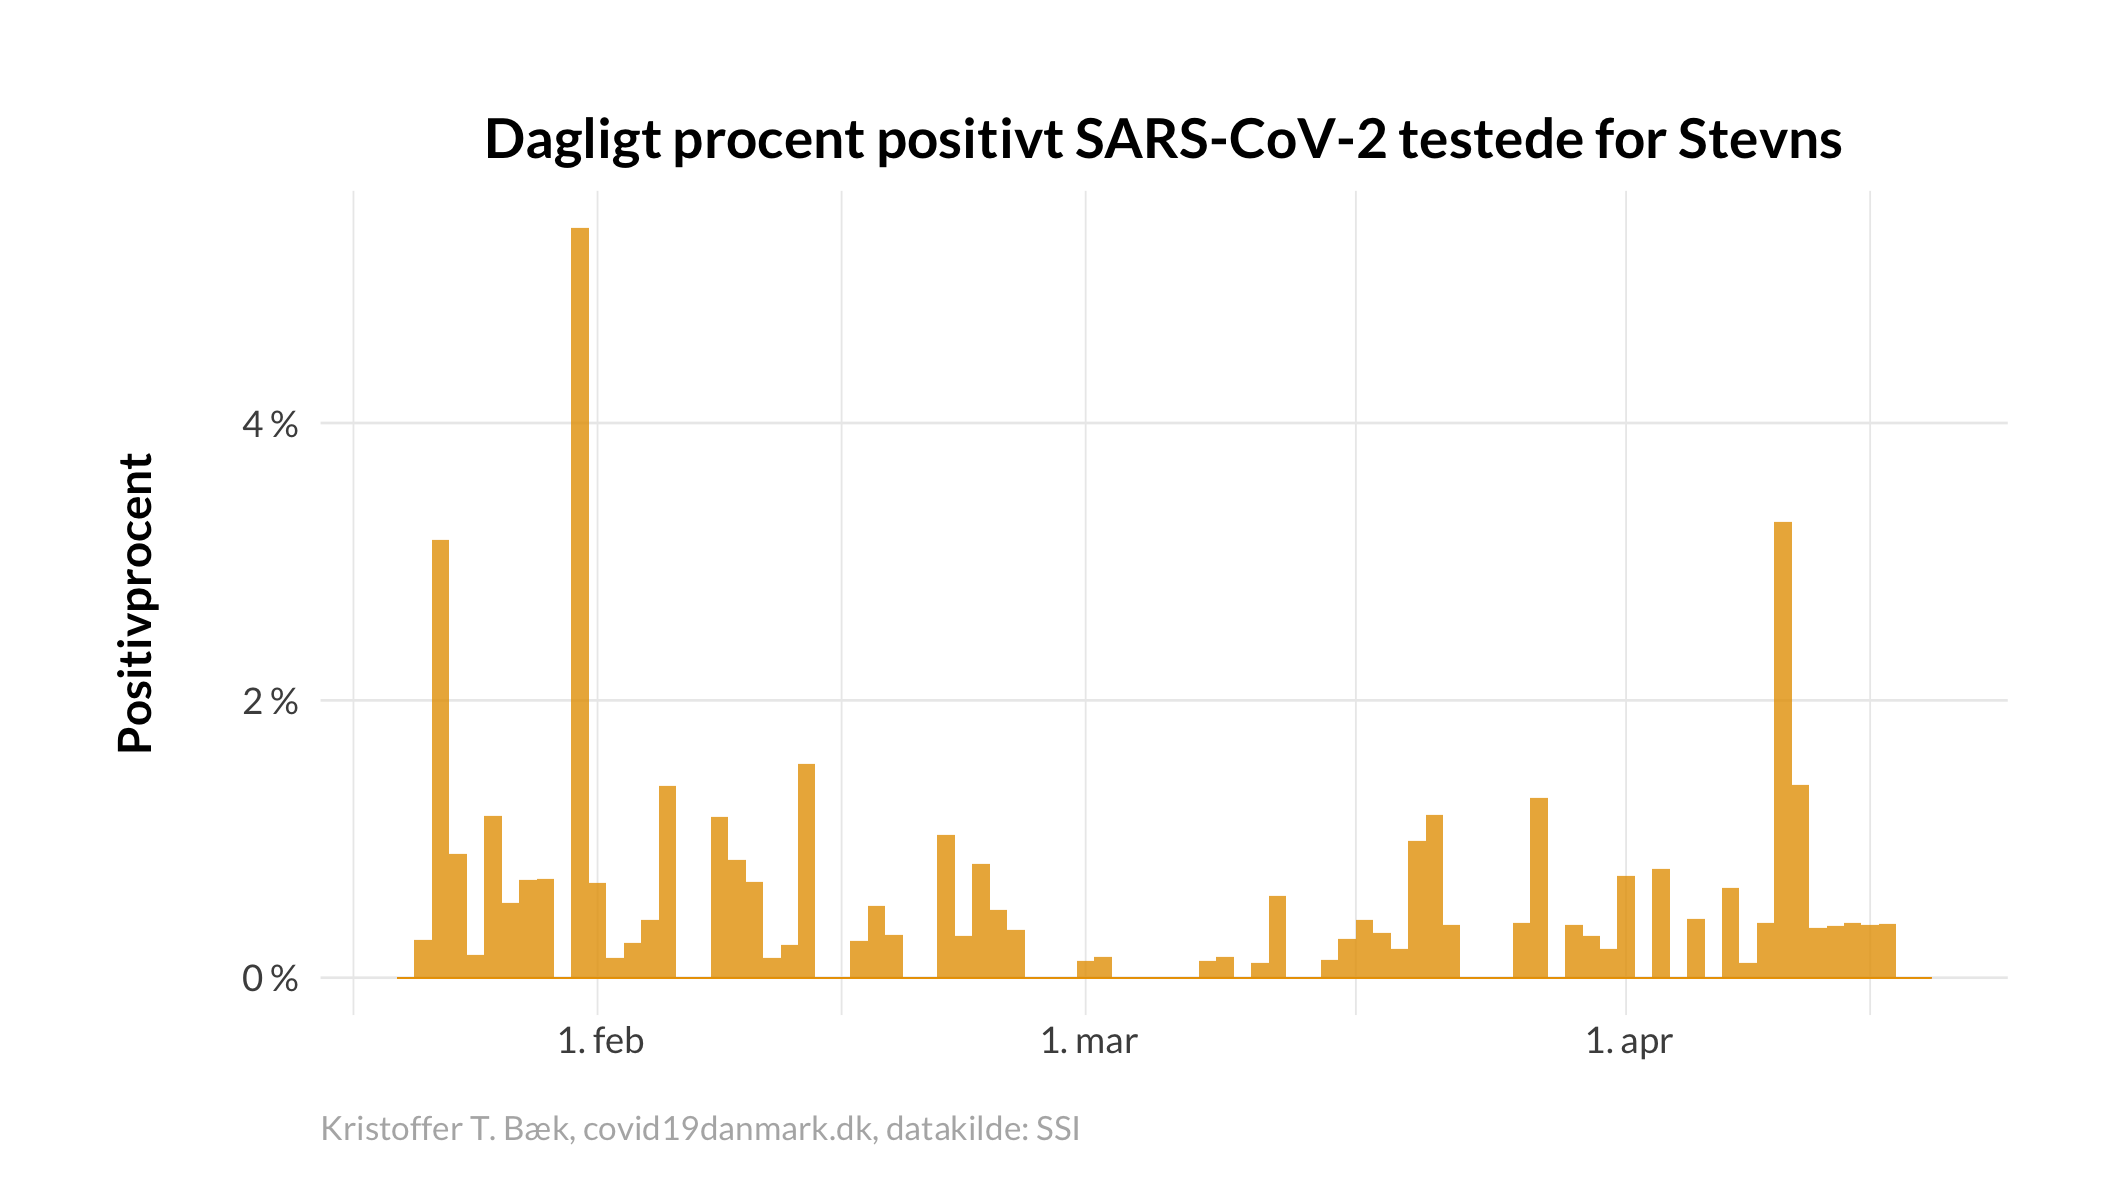 Dagligt procent positivt SARS-CoV-2 testede for Stevns
Positivprocent
4 %
2 %
0 %
1. feb
1. mar
1. apr
Kristoffer T. Bæk, covid19danmark.dk, datakilde: SSI